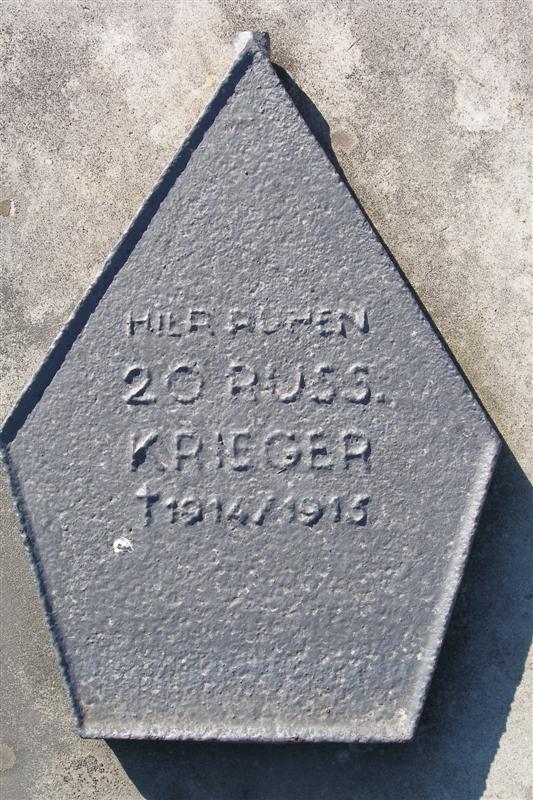 HIER RUHEN
20 RUSS.
KRIEGER
†1914/1915